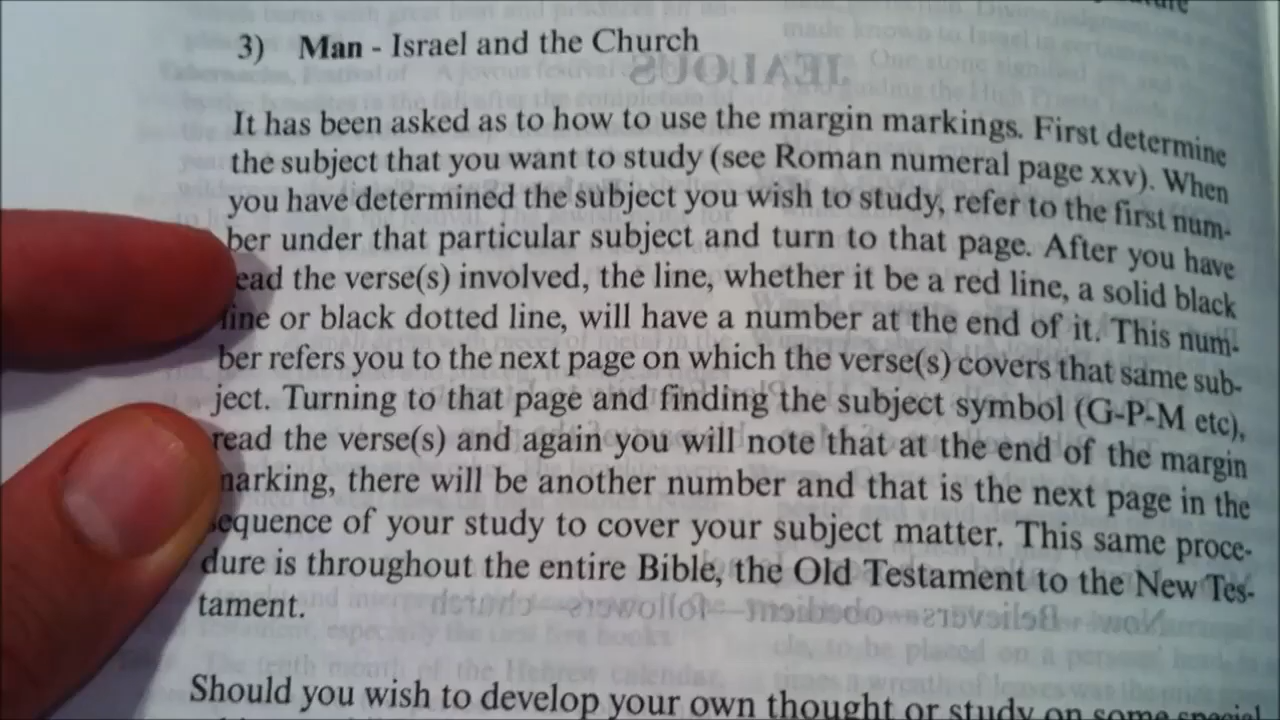 3) Man - Israel and the Church
It has been asked as to how to use the margin markings. First determine
the subject that you want to study (see Roman numeral page xxv). When
you have determined the subject you wish to study, refer to the first num-
ber under that particular subject and turn to that page. After you have
ead the verse(s) involved, the line, whether it be a red line, a solid black
line or black dotted line, will have a number at the end of it. This num-
ber refers you to the next page on which the verse(s) covers that same sub-
ject. Turning to that page and finding the subject symbol (G-P-M etc),
read the verse(s) and again you will note that at the end of the margin
marking, there will be another number and that is the next page in the
sequence of your study to cover your subject matter. This same proce-
dure is throughout the entire Bible, the Old Testament to the New Tes-
tament.
Should you wish to develop your own thought or study on some special